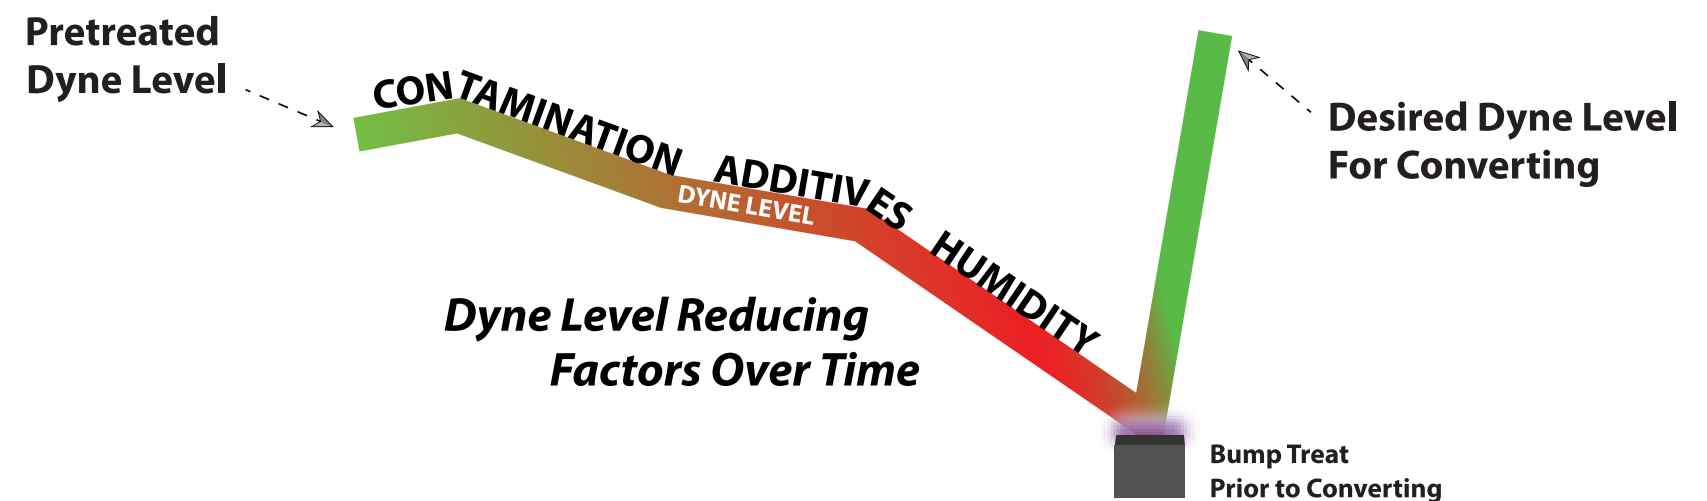 Pretreated
Dyne Level
CONTAMINATION ADDITIVES HUMIDITY
DYNE LEVEL
Desired Dyne Level
For Converting
Dyne Level Reducing
Factors Over Time
Bump Treat
Prior to Converting